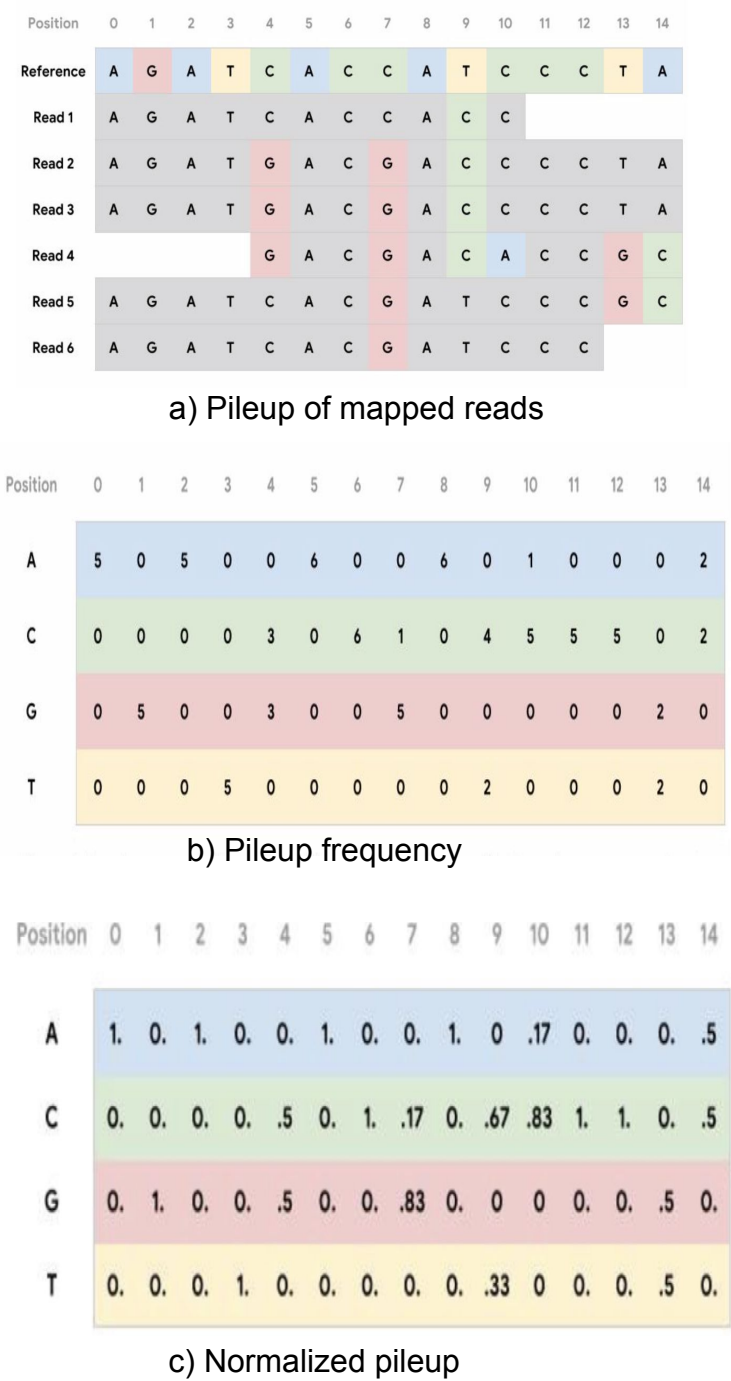 Position 0 1 2 3 4 5 6 7 8 9 10 11 12 13 14
Reference A G A T C A C C A T C C C T A
Read 1 A G A T C A C C A C C
Read 2 A G A T G A C G A C C C C T A
Read 3 A G A T G A C G A C C C C T A
Read 4 G A C G A C A C C G C
Read 5 A G A T C A C G A T C C C G C
Read 6 A G A T C A C G A T C C C
a) Pileup of mapped reads
Position 0 1 2 3 4 5 6 7 8 9 10 11 12 13 14
A 5 0 5 0 0 6 0 0 6 0 1 0 0 0 2
C 0 0 0 0 3 0 6 1 0 4 5 5 5 0 2
G 0 5 0 0 3 0 0 5 0 0 0 0 0 2 0
T 0 0 0 5 0 0 0 0 0 2 0 0 0 2 0
b) Pileup frequency
Position 0 1 2 3 4 5 6 7 8 9 10 11 12 13 14
A 1. 0. 1. 0. 0. 1. 0. 0. 1. 0 .17 0. 0. 0. .5
C 0. 0. 0. 0. .5 0. 1. .17 0. .67 .83 1. 1. 0. .5
G 0. 1. 0. 0. .5 0. 0. .83 0. 0 0 0. 0. .5 0.
T 0. 0. 0. 1. 0. 0. 0. 0. 0. .33 0 0. 0. .5 0.
c) Normalized pileup